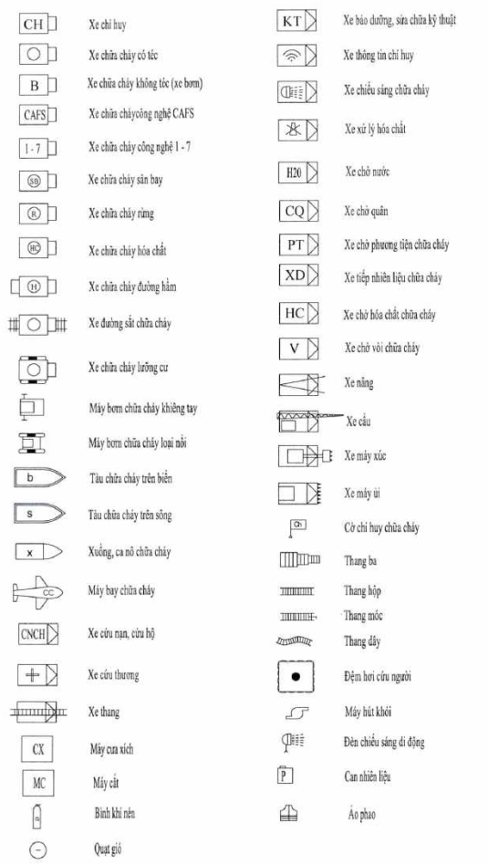 CH Xe chỉ huy
Xe chữa cháy có téc
B Xe chữa cháy không téc (xe bơm)
CAFS Xe chữa cháycông nghệ CAFS
1 - 7 Xe chữa cháy công nghệ 1 - 7
SB Xe chữa cháy sân bay
R Xe chữa cháy rừng
HC Xe chữa cháy hóa chất
H Xe chữa cháy đường hầm
Xe đường sắt chữa cháy
Xe chữa cháy lưỡng cư
Máy bơm chữa cháy khiêng tay
Máy bơm chữa cháy loại nổi
b Tàu chữa cháy trên biển
s Tàu chữa cháy trên sông
x Xuồng, ca nô chữa cháy
CC Máy bay chữa cháy
CNCH Xe cứu nạn, cứu hộ
Xe cứu thương
Xe thang
CX Máy cưa xích
MC Máy cắt
Bình khí nén
Quạt gió
KT Xe bảo dưỡng, sửa chữa kỹ thuật
Xe thông tin chỉ huy
Xe chiếu sáng chữa cháy
Xe xử lý hóa chất
H20 Xe chở nước
CQ Xe chở quân
PT Xe chở phương tiện chữa cháy
XD Xe tiếp nhiên liệu chữa cháy
HC Xe chở hóa chất chữa cháy
V Xe chở vòi chữa cháy
Xe nâng
Xe cẩu
Xe máy xúc
Xe máy ủi
Ch Cờ chỉ huy chữa cháy
Thang ba
Thang hộp
Thang móc
Thang dây
Đệm hơi cứu người
Máy hút khói
Đèn chiếu sáng di động
P Can nhiên liệu
Áo phao